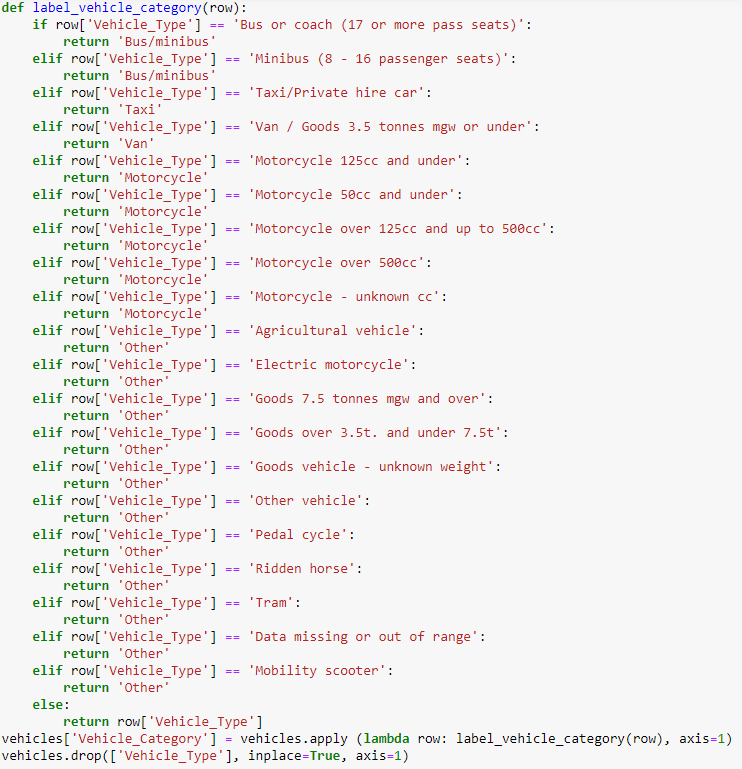 def label_vehicle_category(row):
    if row['Vehicle_Type'] == 'Bus or coach (17 or more pass seats)':
        return 'Bus/minibus'
    elif row['Vehicle_Type'] == 'Minibus (8 - 16 passenger seats)':
        return 'Bus/minibus'
    elif row['Vehicle_Type'] == 'Taxi/Private hire car':
        return 'Taxi'
    elif row['Vehicle_Type'] == 'Van / Goods 3.5 tonnes mgw or under':
        return 'Van'
    elif row['Vehicle_Type'] == 'Motorcycle 125cc and under':
        return 'Motorcycle'
    elif row['Vehicle_Type'] == 'Motorcycle 50cc and under':
        return 'Motorcycle'
    elif row['Vehicle_Type'] == 'Motorcycle over 125cc and up to 500cc':
        return 'Motorcycle'
    elif row['Vehicle_Type'] == 'Motorcycle over 500cc':
        return 'Motorcycle'
    elif row['Vehicle_Type'] == 'Motorcycle - unknown cc':
        return 'Motorcycle'
    elif row['Vehicle_Type'] == 'Agricultural vehicle':
        return 'Other'
    elif row['Vehicle_Type'] == 'Electric motorcycle':
        return 'Other'
    elif row['Vehicle_Type'] == 'Goods 7.5 tonnes mgw and over':
        return 'Other'
    elif row['Vehicle_Type'] == 'Goods over 3.5t. and under 7.5t':
        return 'Other'
    elif row['Vehicle_Type'] == 'Goods vehicle - unknown weight':
        return 'Other'
    elif row['Vehicle_Type'] == 'Other vehicle':
        return 'Other'
    elif row['Vehicle_Type'] == 'Pedal cycle':
        return 'Other'
    elif row['Vehicle_Type'] == 'Ridden horse':
        return 'Other'
    elif row['Vehicle_Type'] == 'Tram':
        return 'Other'
    elif row['Vehicle_Type'] == 'Data missing or out of range':
        return 'Other'
    elif row['Vehicle_Type'] == 'Mobility scooter':
        return 'Other'
    else:
        return row['Vehicle_Type']
vehicles['Vehicle_Category'] = vehicles.apply (lambda row: label_vehicle_category(row), axis=1)
vehicles.drop(['Vehicle_Type'], inplace=True, axis=1)